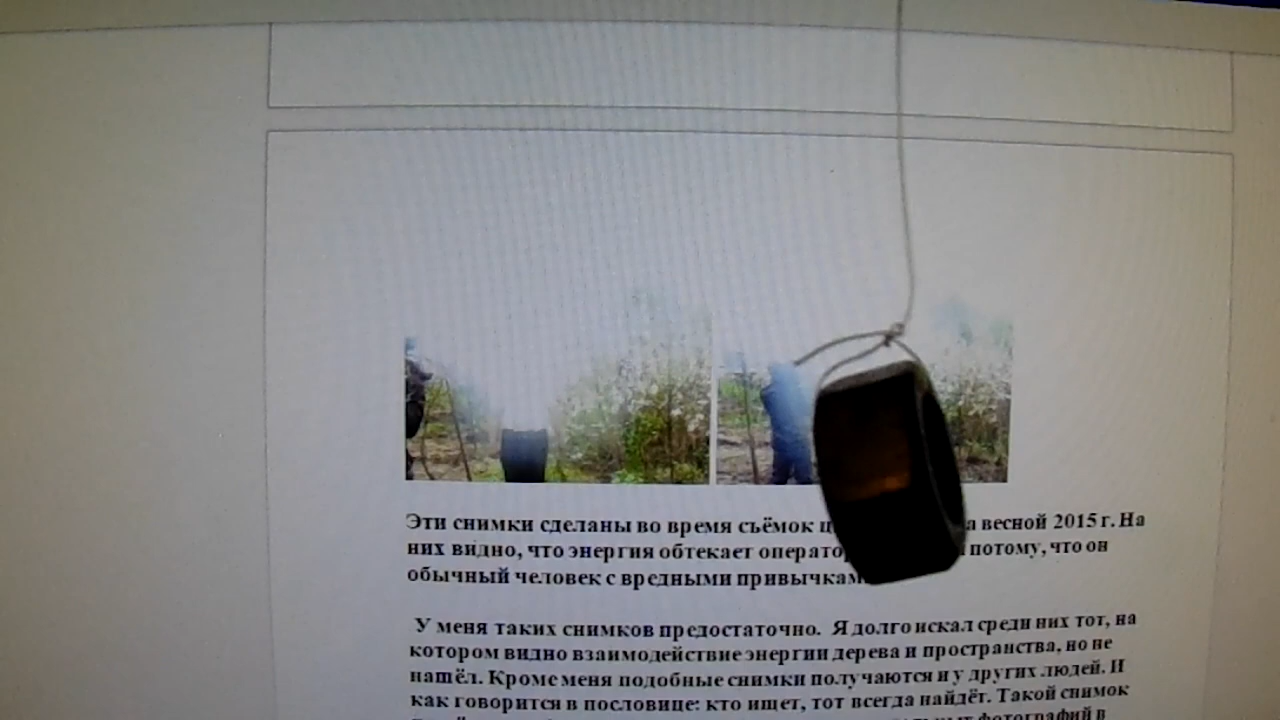 Эти снимки сделаны во время съёмок весной 2015 г. На
них видно, что энергия обтекает потому, что он
обычный человек с вредными
У меня таких снимков предостаточно. Я долго искал среди них тот, на
котором видно взаимодействие энергии дерева и пространства, но не
нашёл. Кроме меня подобные снимки получаются и у других людей. И
как говорится в пословице: кто ищет, тот всегда найдёт. Такой снимок
фотографий в